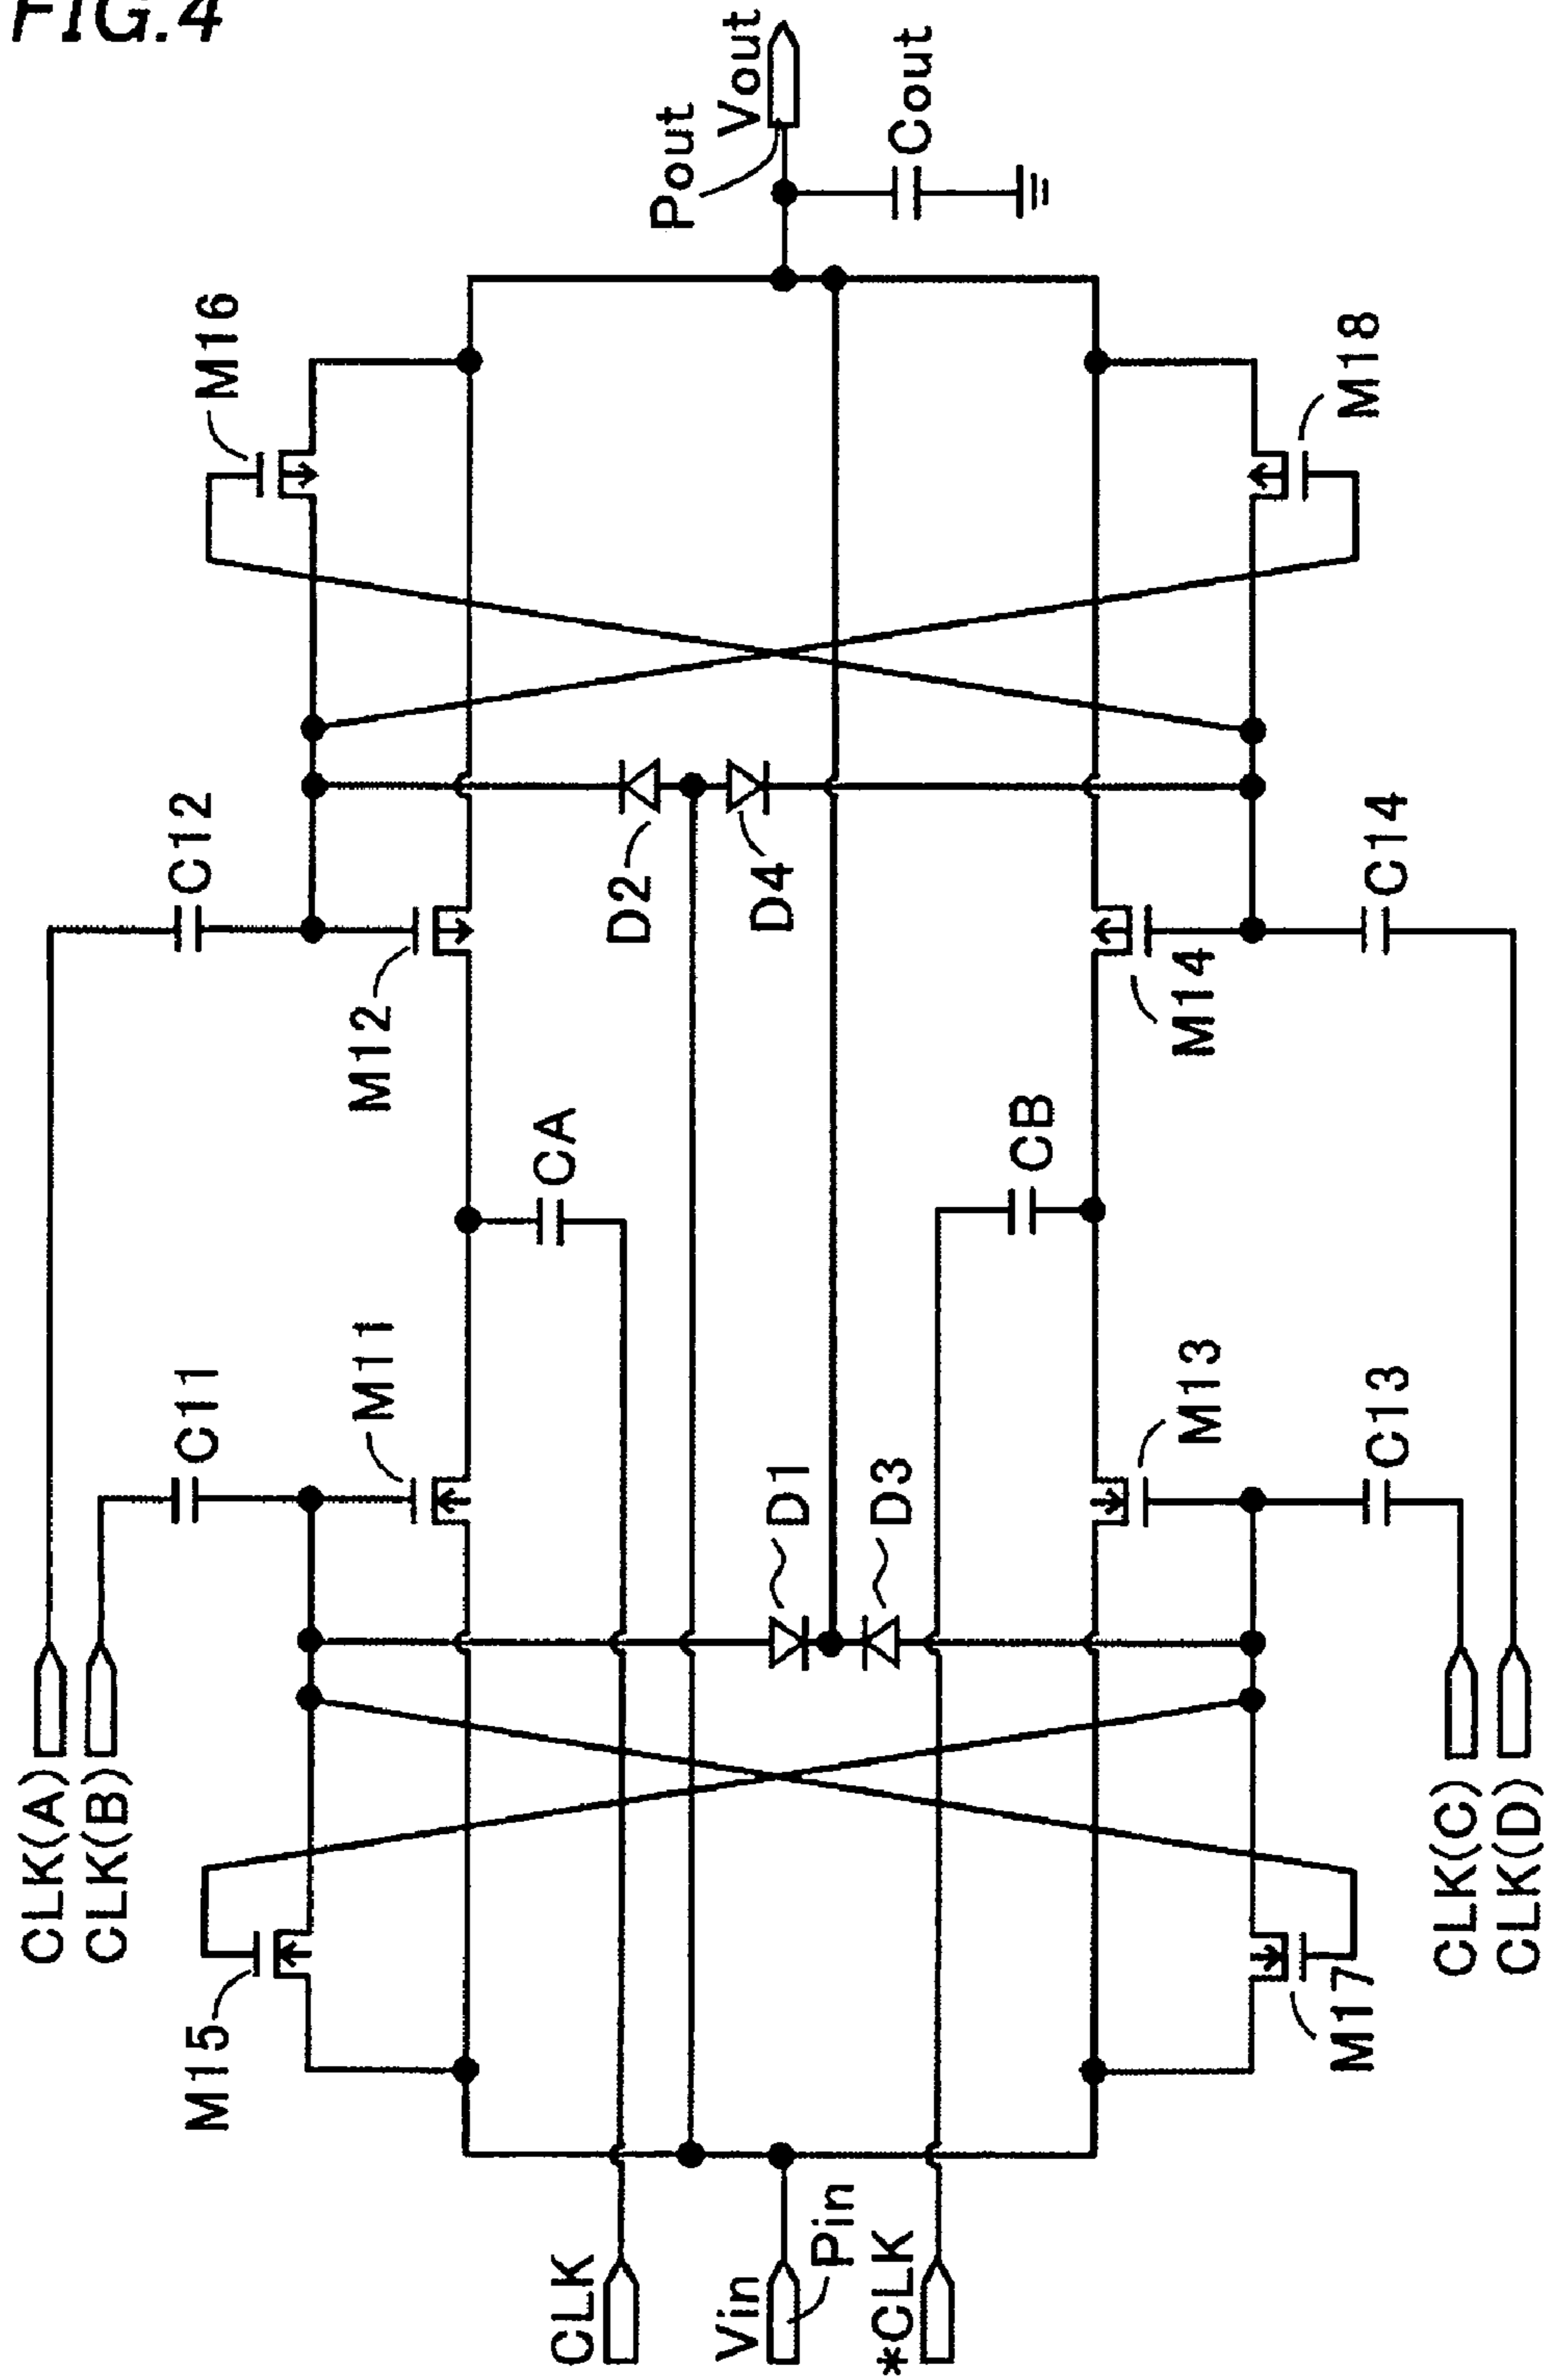 FIG.4
Pout
Vout
Cout
M16
M18
C12
D2
D4
C14
M12
M14
CA
CB
C11
M11
M13
C13
D1
D3
CLK(A)
CLK(B)
CLK(C)
CLK(D)
M15
M17
CLK
Vin
Pin
*CLK